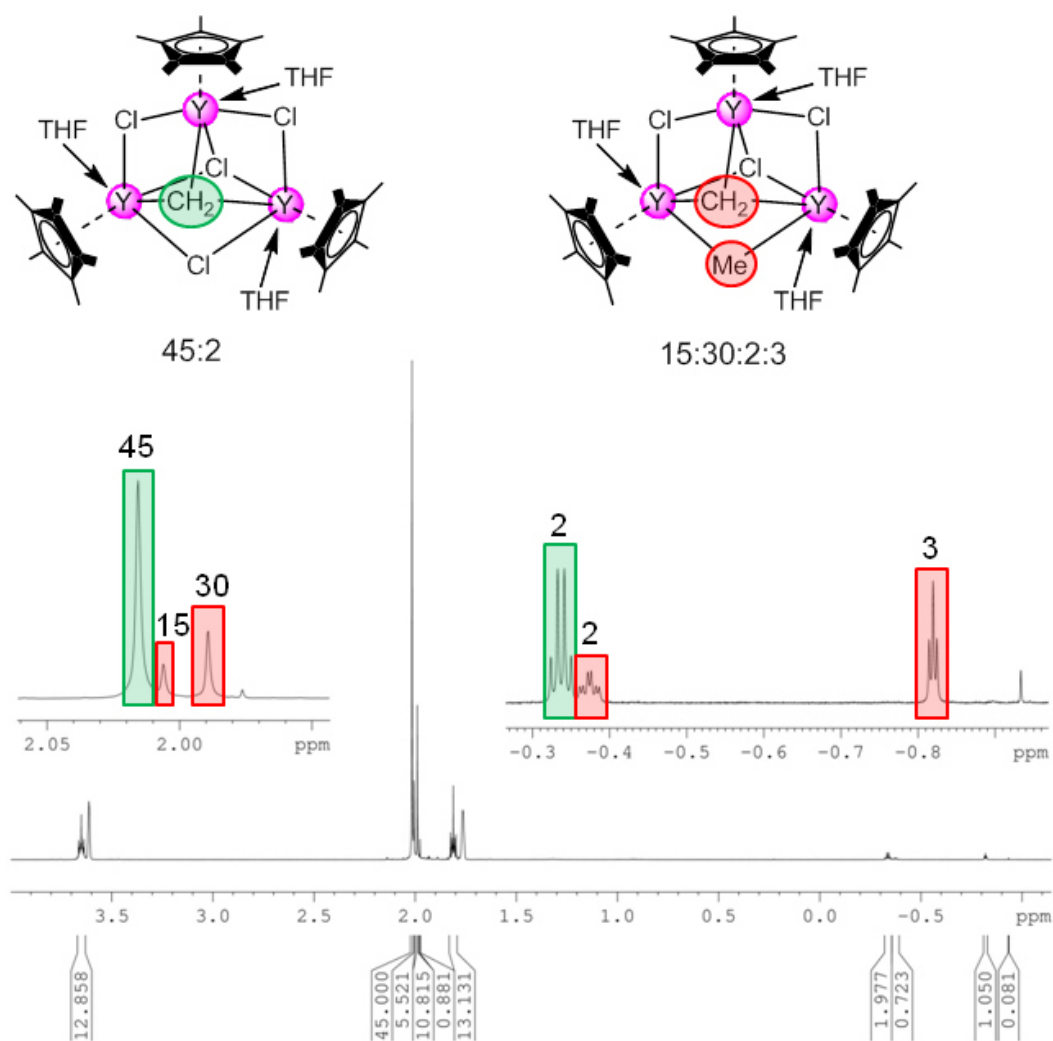 THF
THF
Y
Y
Cl
Cl
Cl
Cl
THF
THF
Cl
Cl
Y
CH2
Y
Y
CH2
Y
Cl
Me
THF
THF
45:2
15:30:2:3
45
15
30
2
2
3
2.05
2.00
ppm
-0.3
-0.4
-0.5
-0.6
-0.7
-0.8
ppm
3.5
3.0
2.5
2.0
1.5
1.0
0.5
0.0
-0.5
ppm
12.858
45.000
5.521
10.815
0.881
13.131
1.977
0.723
1.050
0.081